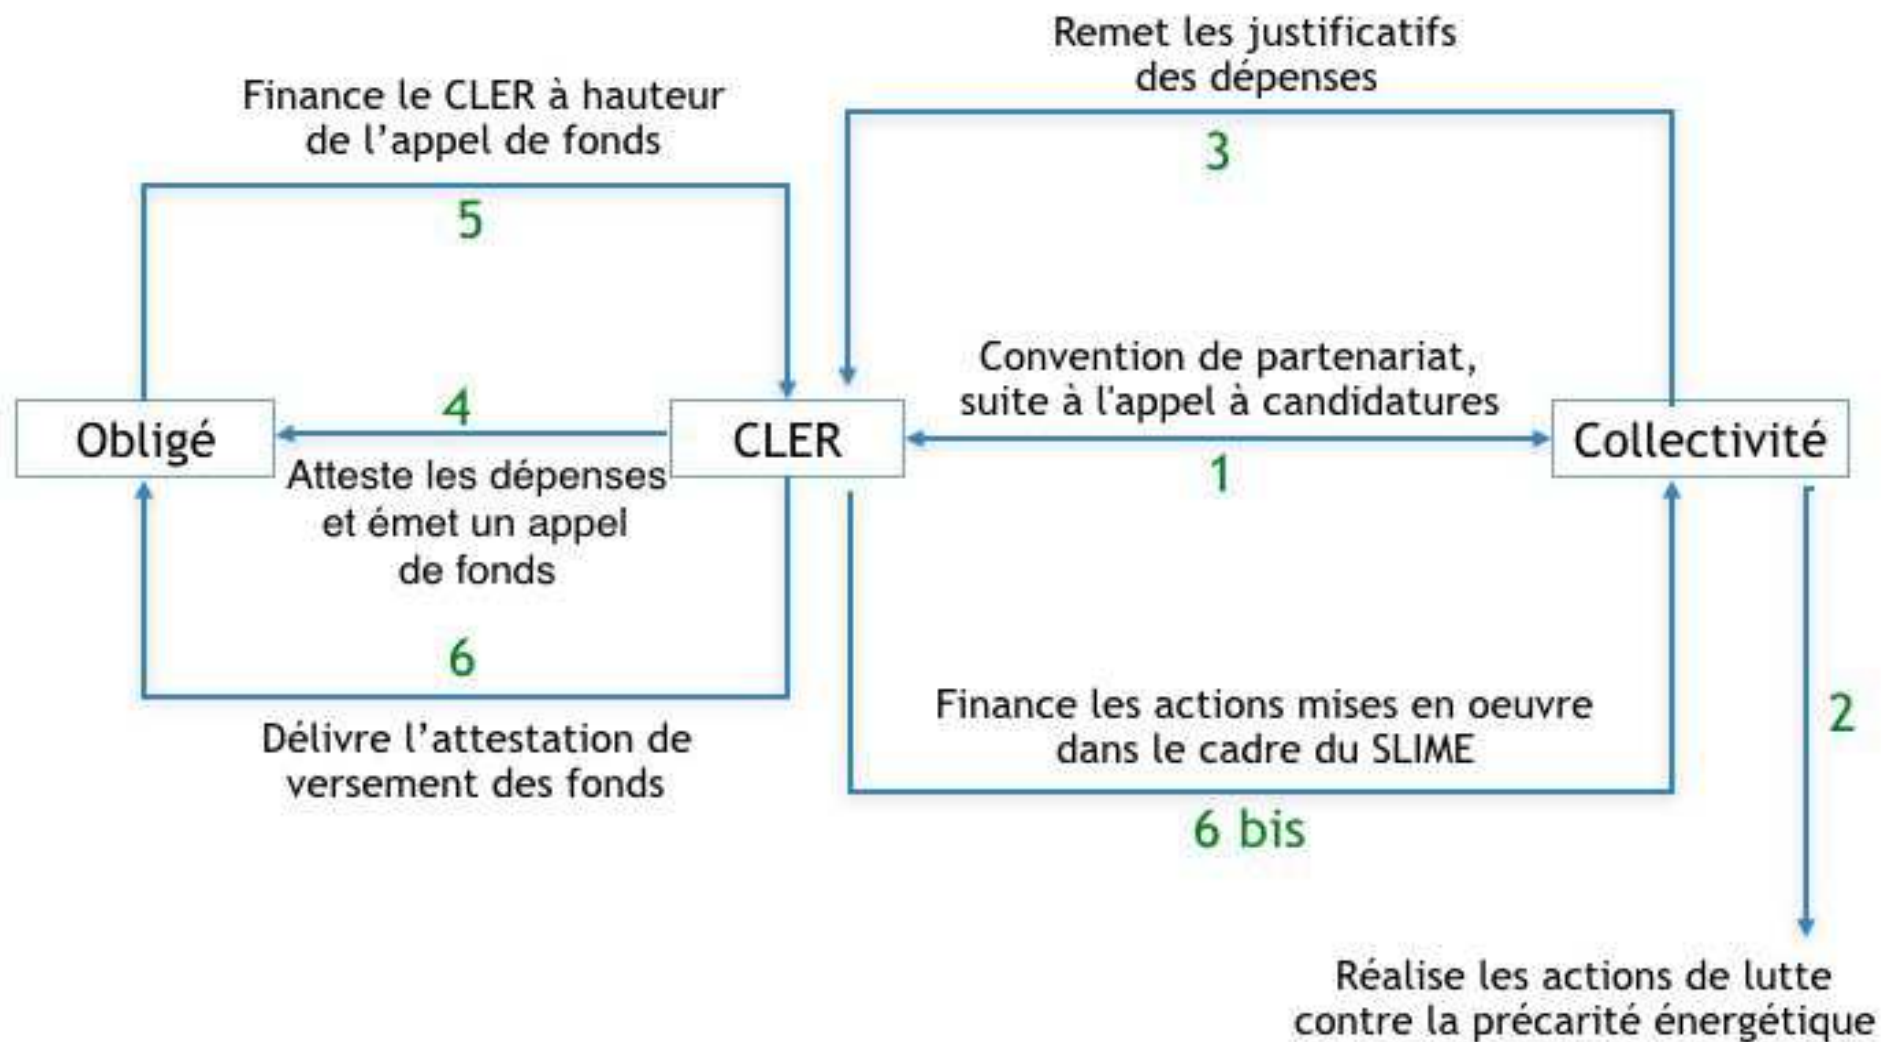 Remet les justificatifs
des dépenses
3
Finance le CLER à hauteur
de l’appel de fonds
5
Convention de partenariat,
suite à l'appel à candidatures
1
Obligé
4
CLER
Collectivité
Atteste les dépenses
et émet un appel
de fonds
6
Délivre l’attestation de
versement des fonds
Finance les actions mises en oeuvre
dans le cadre du SLIME
6 bis
2
Réalise les actions de lutte
contre la précarité énergétique